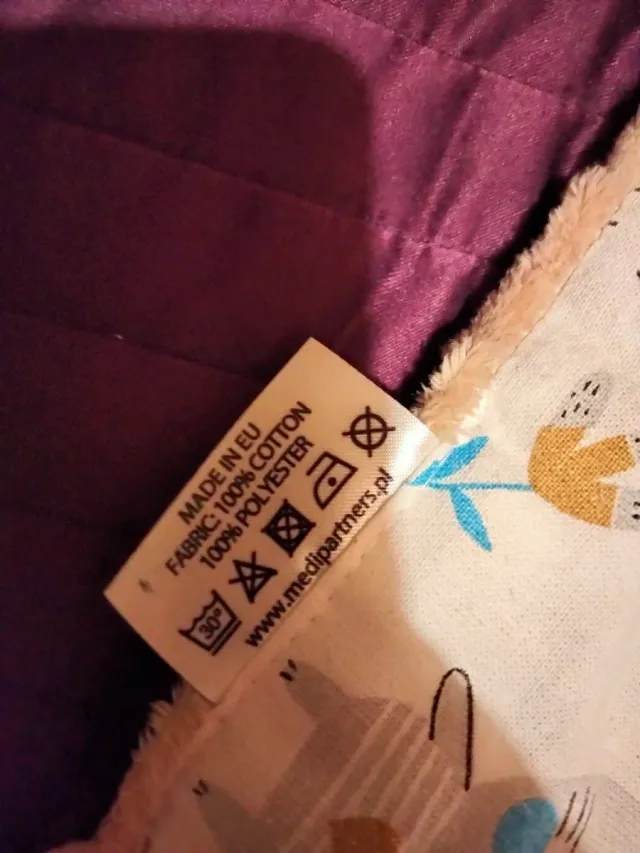 MADE IN EU
FABRIC: 100% COTTON
100% POLYESTER
30°
www.medipartners.pl